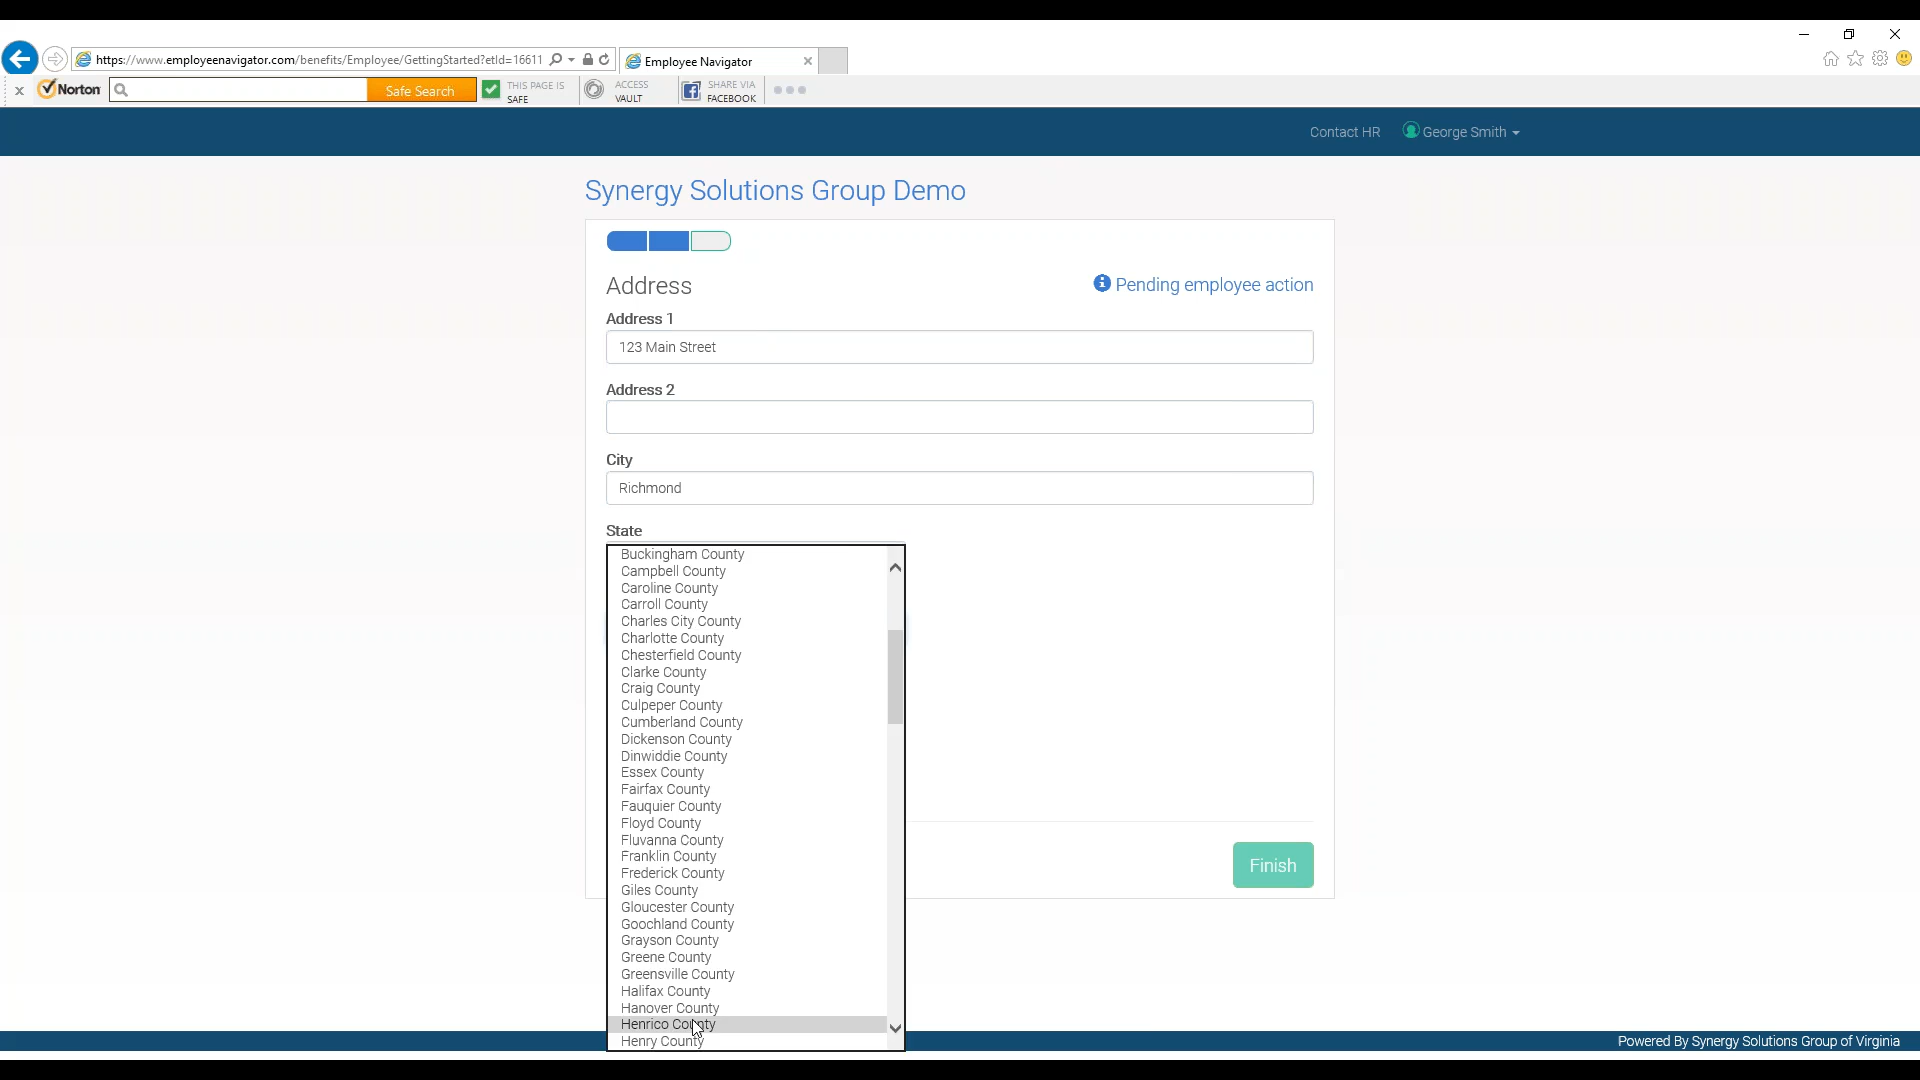 https://www.employeenavigator.com/benefits/Employee/GettingStarted?etId=16611
Employee Navigator
Norton
Safe Search
THIS PAGE IS
SAFE
ACCESS
VAULT
SHARE VIA
FACEBOOK
Contact HR
George Smith
Synergy Solutions Group Demo
Address
Pending employee action
Address 1
123 Main Street
Address 2
City
Richmond
State
Buckingham County
Campbell County
Caroline County
Carroll County
Charles City County
Charlotte County
Chesterfield County
Clarke County
Craig County
Culpeper County
Cumberland County
Dickenson County
Dinwiddie County
Essex County
Fairfax County
Fauquier County
Floyd County
Fluvanna County
Franklin County
Frederick County
Giles County
Gloucester County
Goochland County
Grayson County
Greene County
Greensville County
Halifax County
Hanover County
Henrico County
Henry County
Finish
Powered By Synergy Solutions Group of Virginia